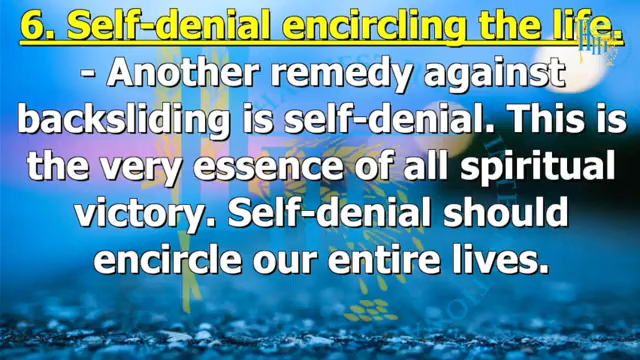 6. Self-denial encircling the life.
- Another remedy against
backsliding is self-denial. This is
the very essence of all spiritual
victory. Self-denial should
encircle our entire lives.